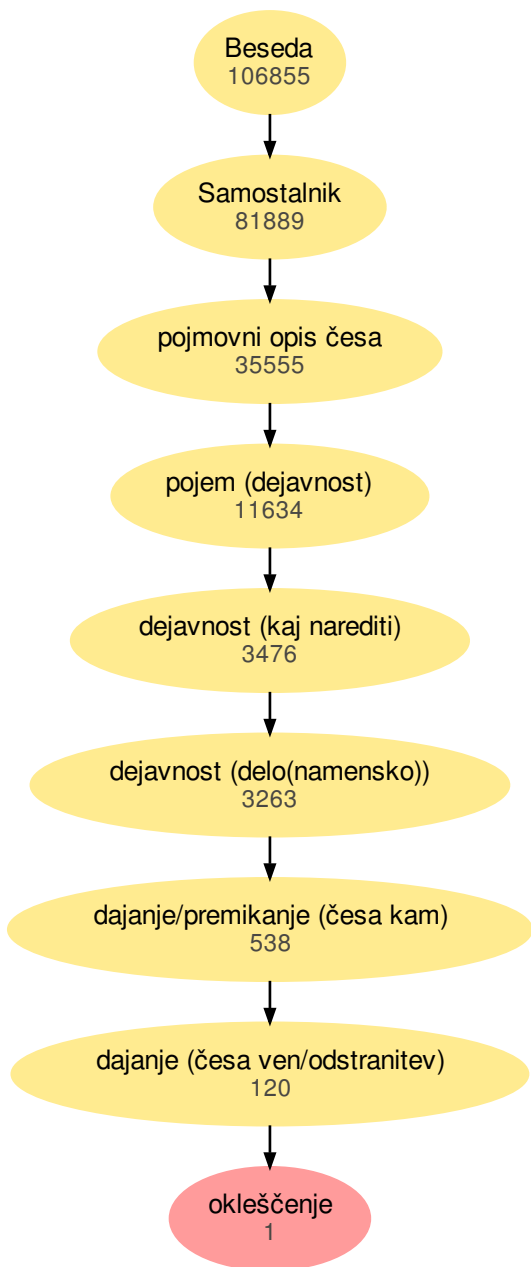 Beseda
106855
Samostalnik
81889
pojmovni opis česa
35555
pojem (dejavnost)
11634
dejavnost (kaj narediti)
3476
dejavnost (delo(namensko))
3263
dajanje/premikanje (česa kam)
538
dajanje (česa ven/odstranitev)
120
okleščenje
1